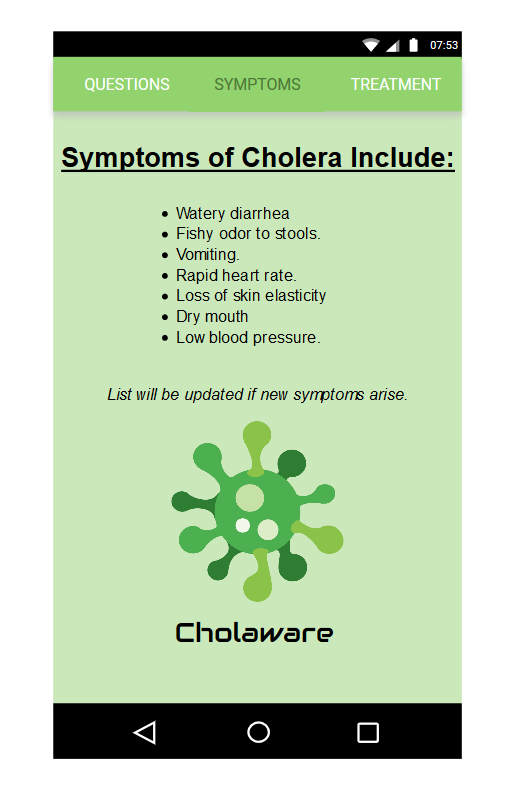 07:53
QUESTIONS SYMPTOMS TREATMENT
Symptoms of Cholera Include:
• Watery diarrhea
• Fishy odor to stools.
• Vomiting.
• Rapid heart rate.
• Loss of skin elasticity
• Dry mouth
• Low blood pressure.
List will be updated if new symptoms arise.
Cholaware